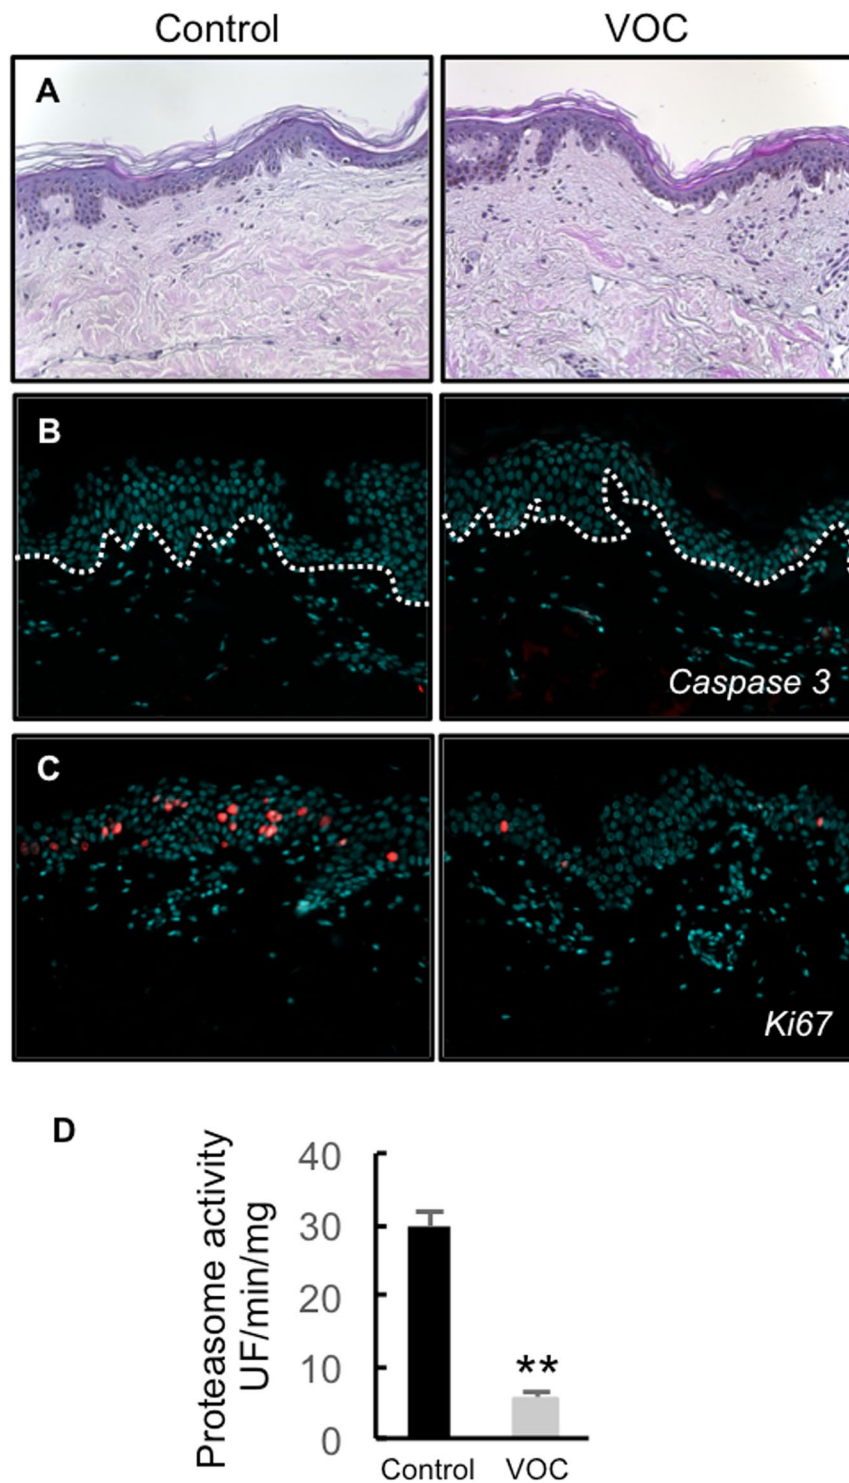 Control VOC
A
B
Caspase 3
C
Ki67
D
Proteasome activity
UF/min/mg
40
30
20
10
0
**
Control VOC